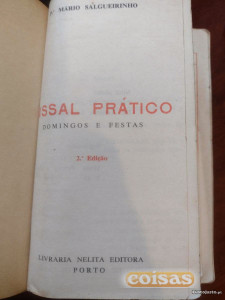 MÁRIO SALGUEIRINHO
SSAL PRÁTICO
DOMINGOS E FESTAS
2.ª Edição
LIVRARIA NELITA EDITORA
PORTO
coisas